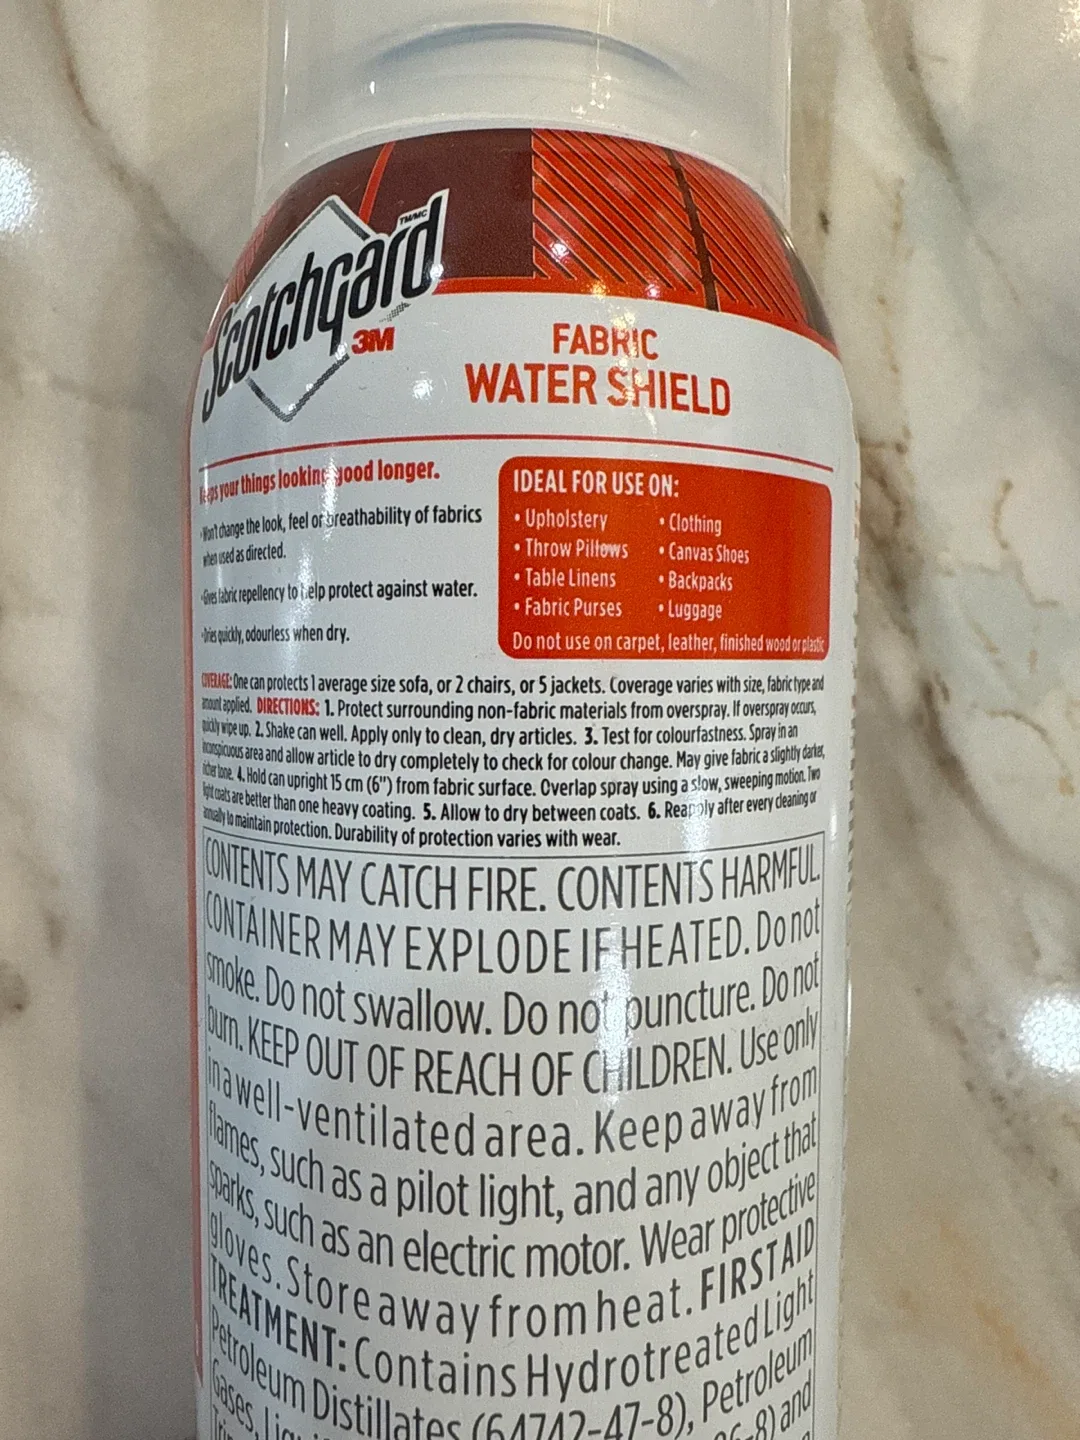 Scotchgard TM/MC
3M
FABRIC
WATER SHIELD
Keeps your things looking good longer.
•Won't change the look, feel or breathability of fabrics
when used as directed.
•Gives fabric repellency to help protect against water.
•Dries quickly, odourless when dry.
IDEAL FOR USE ON:
• Upholstery
• Throw Pillows
• Table Linens
• Fabric Purses
• Clothing
• Canvas Shoes
• Backpacks
• Luggage
Do not use on carpet, leather, finished wood or plastic
COVERAGE: One can protects 1 average size sofa, or 2 chairs, or 5 jackets. Coverage varies with size, fabric type and
amount applied. DIRECTIONS: 1. Protect surrounding non-fabric materials from overspray. If overspray occurs,
quickly wipe up. 2. Shake can well. Apply only to clean, dry articles. 3. Test for colourfastness. Spray in an
inconspicuous area and allow article to dry completely to check for colour change. May give fabric a slightly darker,
richer tone. 4. Hold can upright 15 cm (6") from fabric surface. Overlap spray using a slow, sweeping motion. Two
light coats are better than one heavy coating. 5. Allow to dry between coats. 6. Reapply after every cleaning or
annually to maintain protection. Durability of protection varies with wear.
CONTENTS MAY CATCH FIRE. CONTENTS HARMFUL.
CONTAINER MAY EXPLODE IF HEATED. Do not
smoke. Do not swallow. Do not puncture. Do not
burn. KEEP OUT OF REACH OF CHILDREN. Use only
in a well-ventilated area. Keep away from
flames, such as a pilot light, and any object that
sparks, such as an electric motor. Wear protective
gloves. Store away from heat. FIRST AID
TREATMENT: Contains Hydrotreated Light
Petroleum Distillates (64742-47-8), Petroleum
Gases, 6-8) and